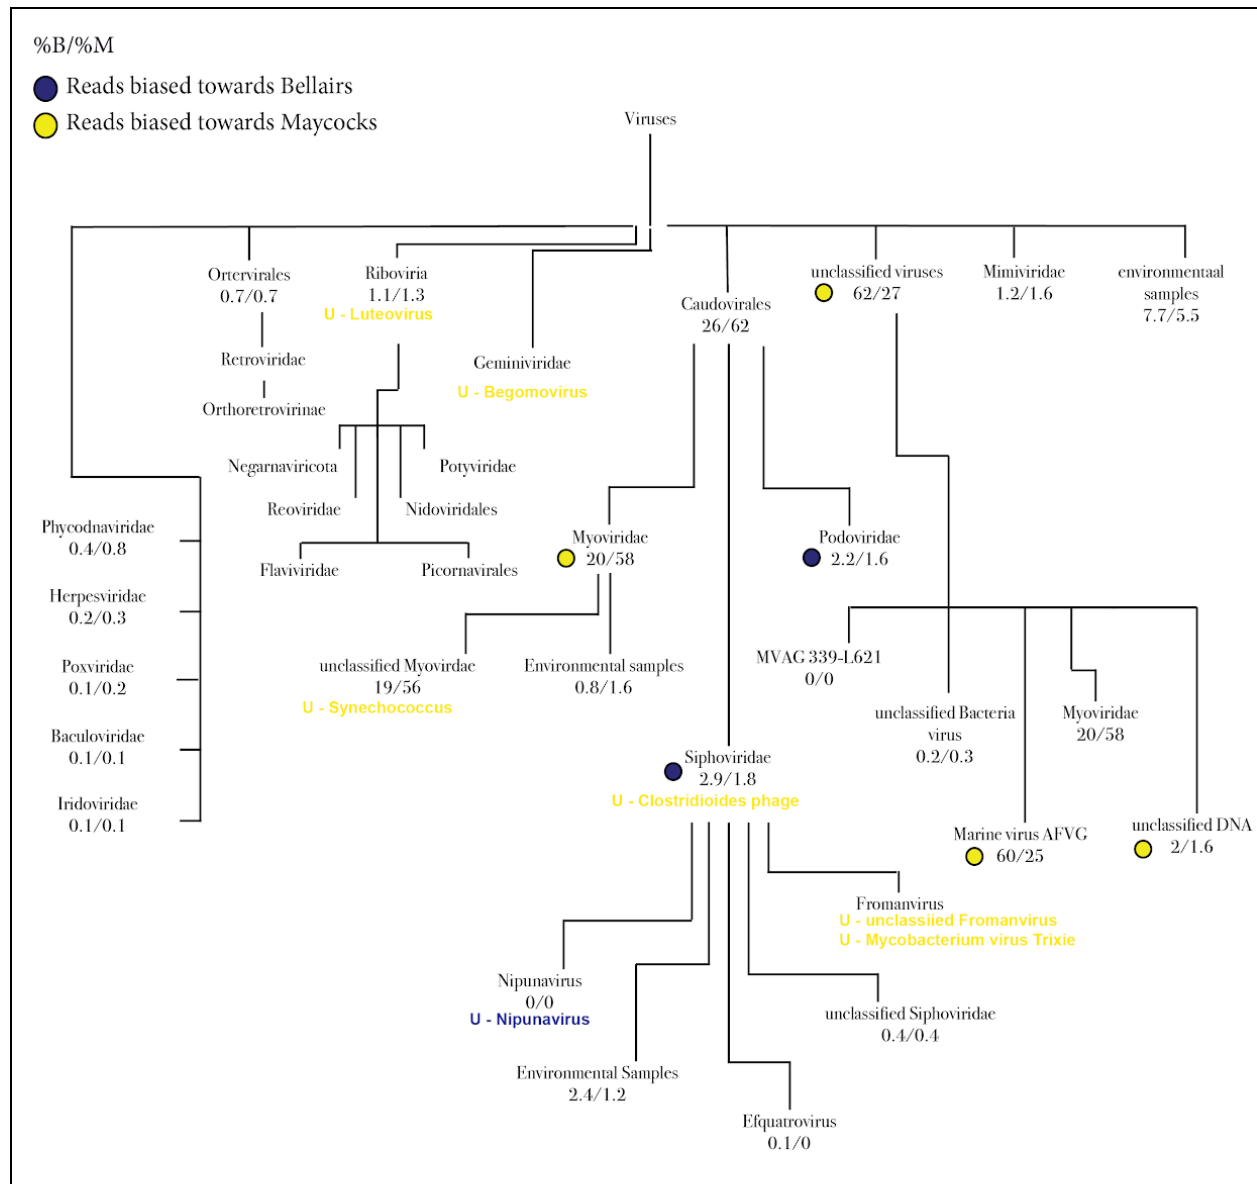 %B/%M
Reads biased towards Bellairs
Reads biased towards Maycocks
Viruses
Ortervirales
0.7/0.7
Riboviria
1.1/1.3
U - Luteovirus
Caudovirales
26/62
unclassified viruses
62/27
Mimiviridae
1.2/1.6
environmentaal
samples
7.7/5.5
Retroviridae
Orthoretrovirinae
Geminiviridae
U - Begomovirus
Negarnaviricota
Potyviridae
Reoviridae
Nidoviridales
Flaviviridae
Picornavirales
Phycodnaviridae
0.4/0.8
Herpesviridae
0.2/0.3
Poxviridae
0.1/0.2
Baculoviridae
0.1/0.1
Iridoviridae
0.1/0.1
Myoviridae
20/58
Podoviridae
2.2/1.6
unclassified Myovirdae
19/56
U - Synechococcus
Environmental samples
0.8/1.6
MVAG 339-L621
0/0
unclassified Bacteria
virus
0.2/0.3
Myoviridae
20/58
Siphoviridae
2.9/1.8
U - Clostridioides phage
Marine virus AFVG
60/25
unclassified DNA
2/1.6
Fromanvirus
U - unclassiied Fromanvirus
U - Mycobacterium virus Trixie
Nipunavirus
0/0
U - Nipunavirus
unclassified Siphoviridae
0.4/0.4
Environmental Samples
2.4/1.2
Efquatrovirus
0.1/0